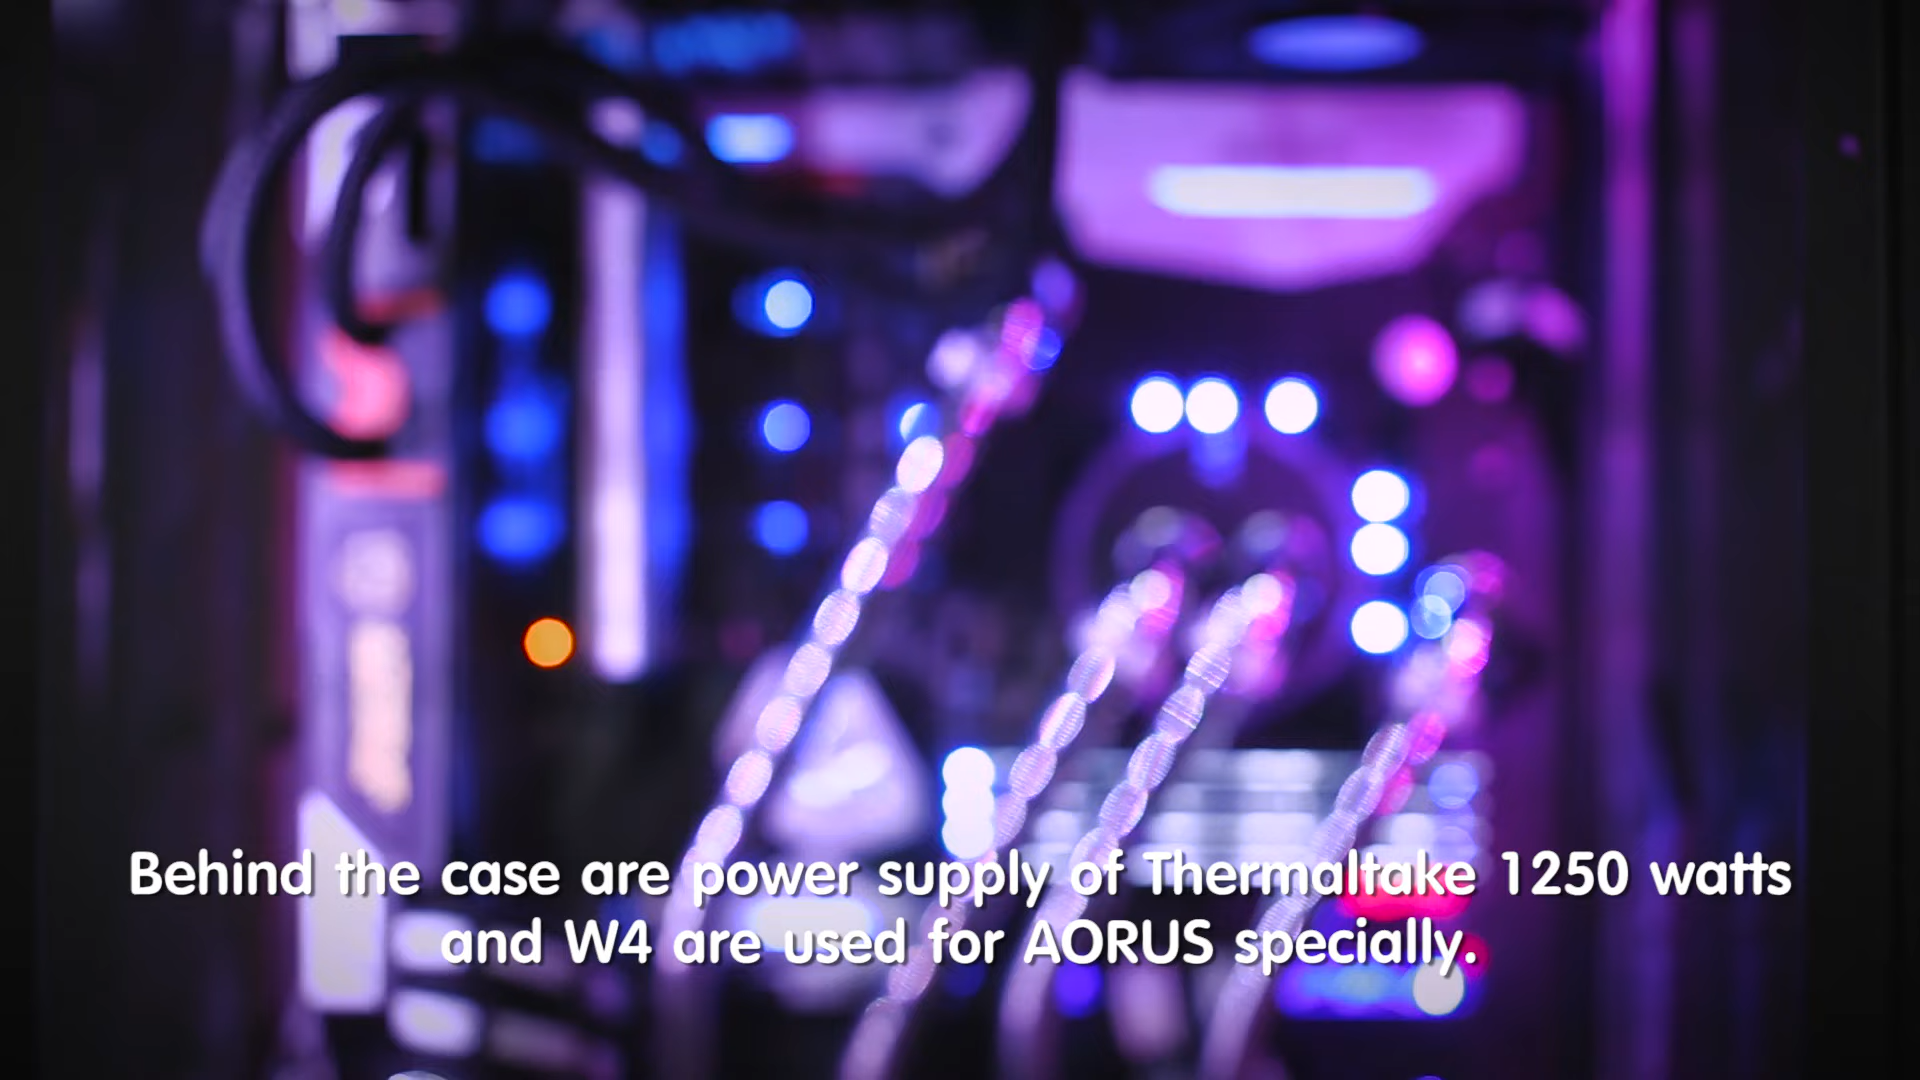 Behind the case are power supply of Thermaltake 1250 watts
and W4 are used for AORUS specially.